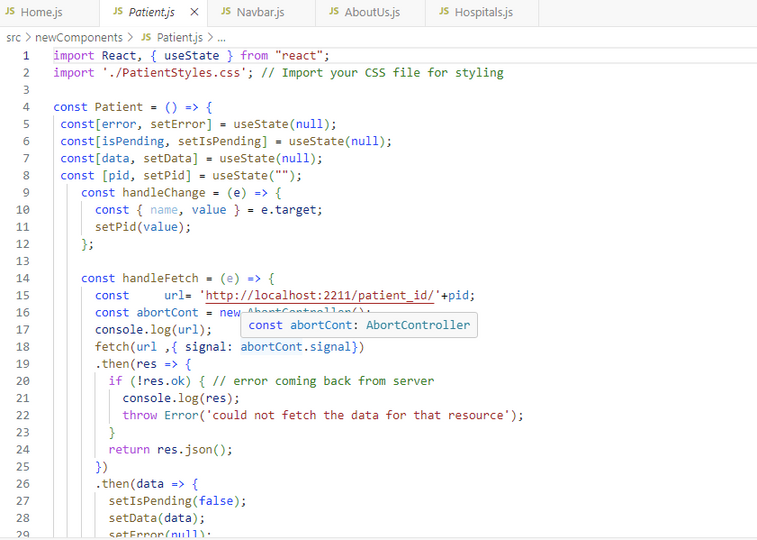 JS Home.js JS Patient.js × JS Navbar.js JS AboutUs.js JS Hospitals.js
src > newComponents > JS Patient.js > ...
1 import React, { useState } from "react";
2 import './PatientStyles.css'; // Import your CSS file for styling
3
4 const Patient = () => {
5 const[error, setError] = useState(null);
6 const[isPending, setIsPending] = useState(null);
7 const[data, setData] = useState(null);
8 const [pid, setPid] = useState("");
9 const handleChange = (e) => {
10 const { name, value } = e.target;
11 setPid(value);
12 };
13
14 const handleFetch = (e) => {
15 const url= 'http://localhost:2211/patient_id/'+pid;
16 const abortCont = new AbortController();
const abortCont: AbortController
17 console.log(url);
18 fetch(url ,{ signal: abortCont.signal})
19 .then(res => {
20 if (!res.ok) { // error coming back from server
21 console.log(res);
22 throw Error('could not fetch the data for that resource');
23 }
24 return res.json();
25 })
26 .then(data => {
27 setIsPending(false);
28 setData(data);
29 setError(null);